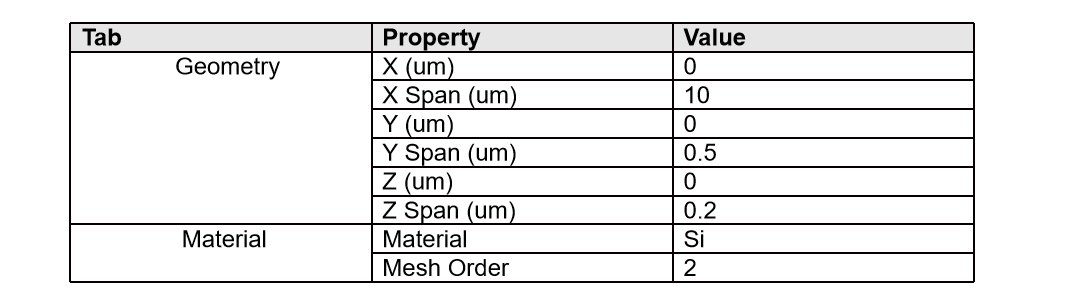 Tab Property Value
Geometry X (um) 0
X Span (um) 10
Y (um) 0
Y Span (um) 0.5
Z (um) 0
Z Span (um) 0.2
Material Material Si
Mesh Order 2